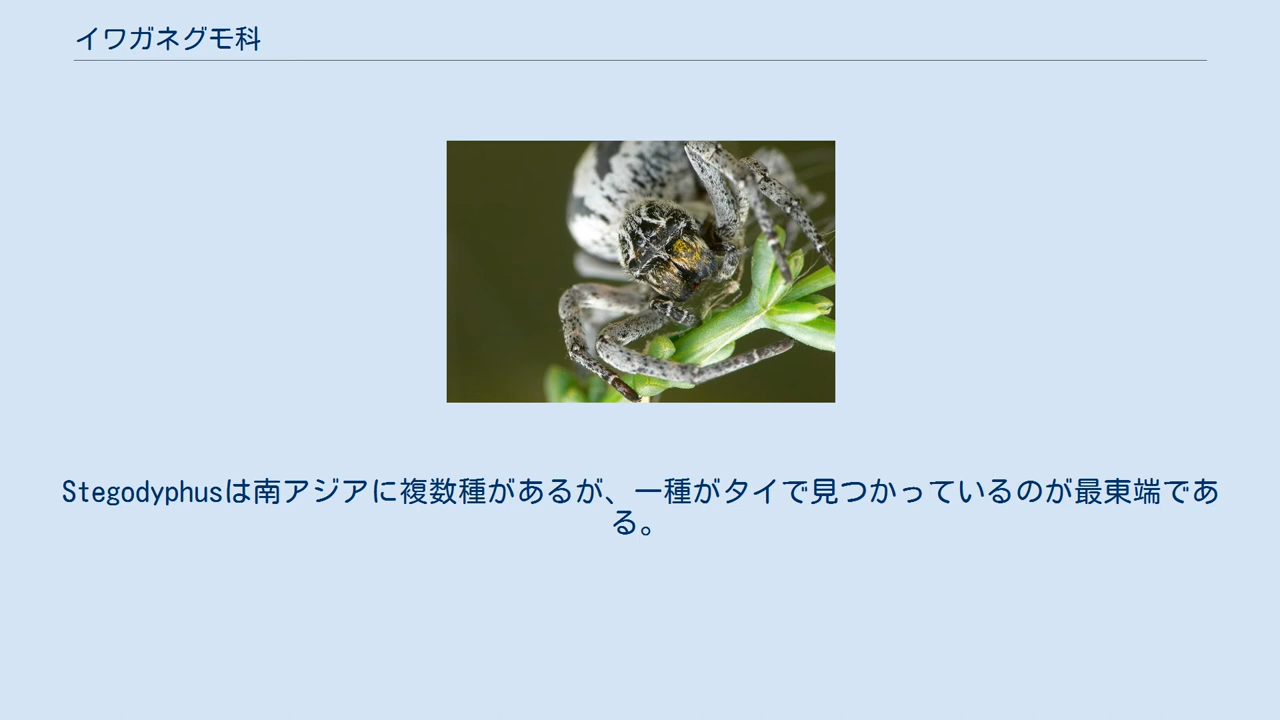 イワガネグモ科
Stegodyphusは南アジアに複数種があるが、一種がタイで見つかっているのが最東端であ
る。